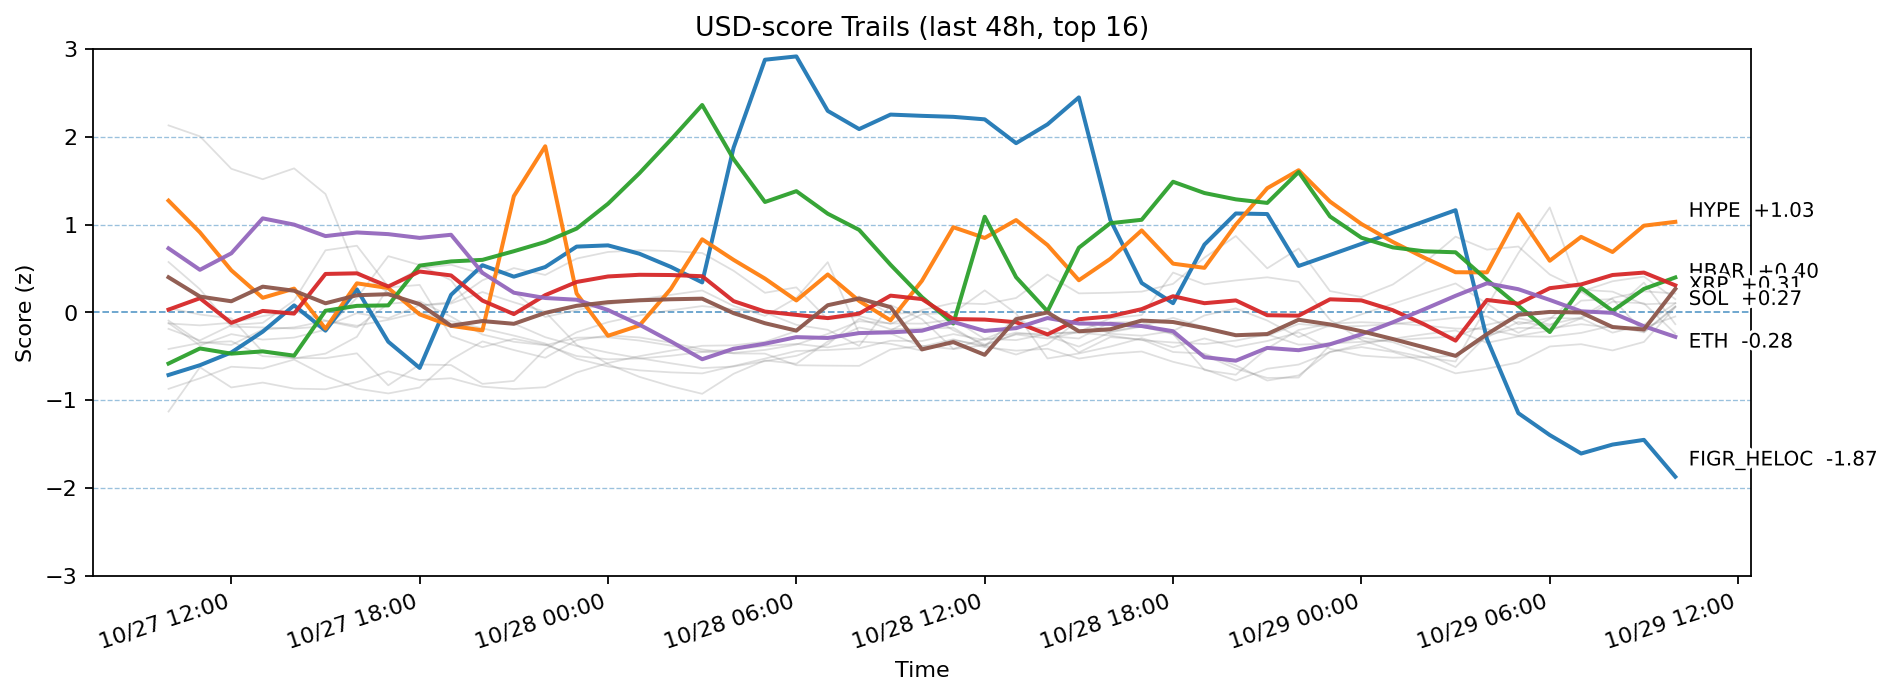 USD-score Trails (last 48h, top 16)
Score (z)
3
2
1
0
−1
−2
−3
HYPE +1.03
HBAR +0.40
XRP +0.31
SOL +0.27
ETH -0.28
FIGR_HELOC -1.87
10/27 12:00
10/27 18:00
10/28 00:00
10/28 06:00
10/28 12:00
10/28 18:00
10/29 00:00
10/29 06:00
10/29 12:00
Time